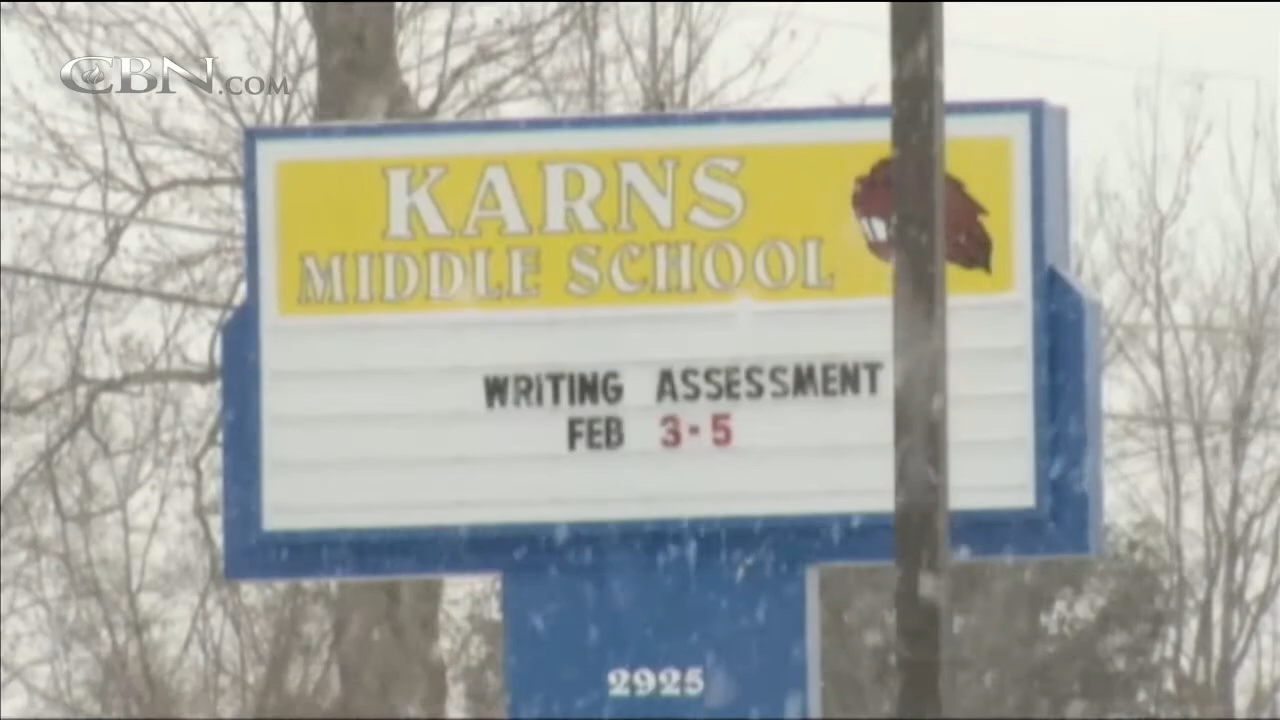 CBN.COM
KARNS
MIDDLE SCHOOL
WRITING ASSESSMENT
FEB 3-5
2925